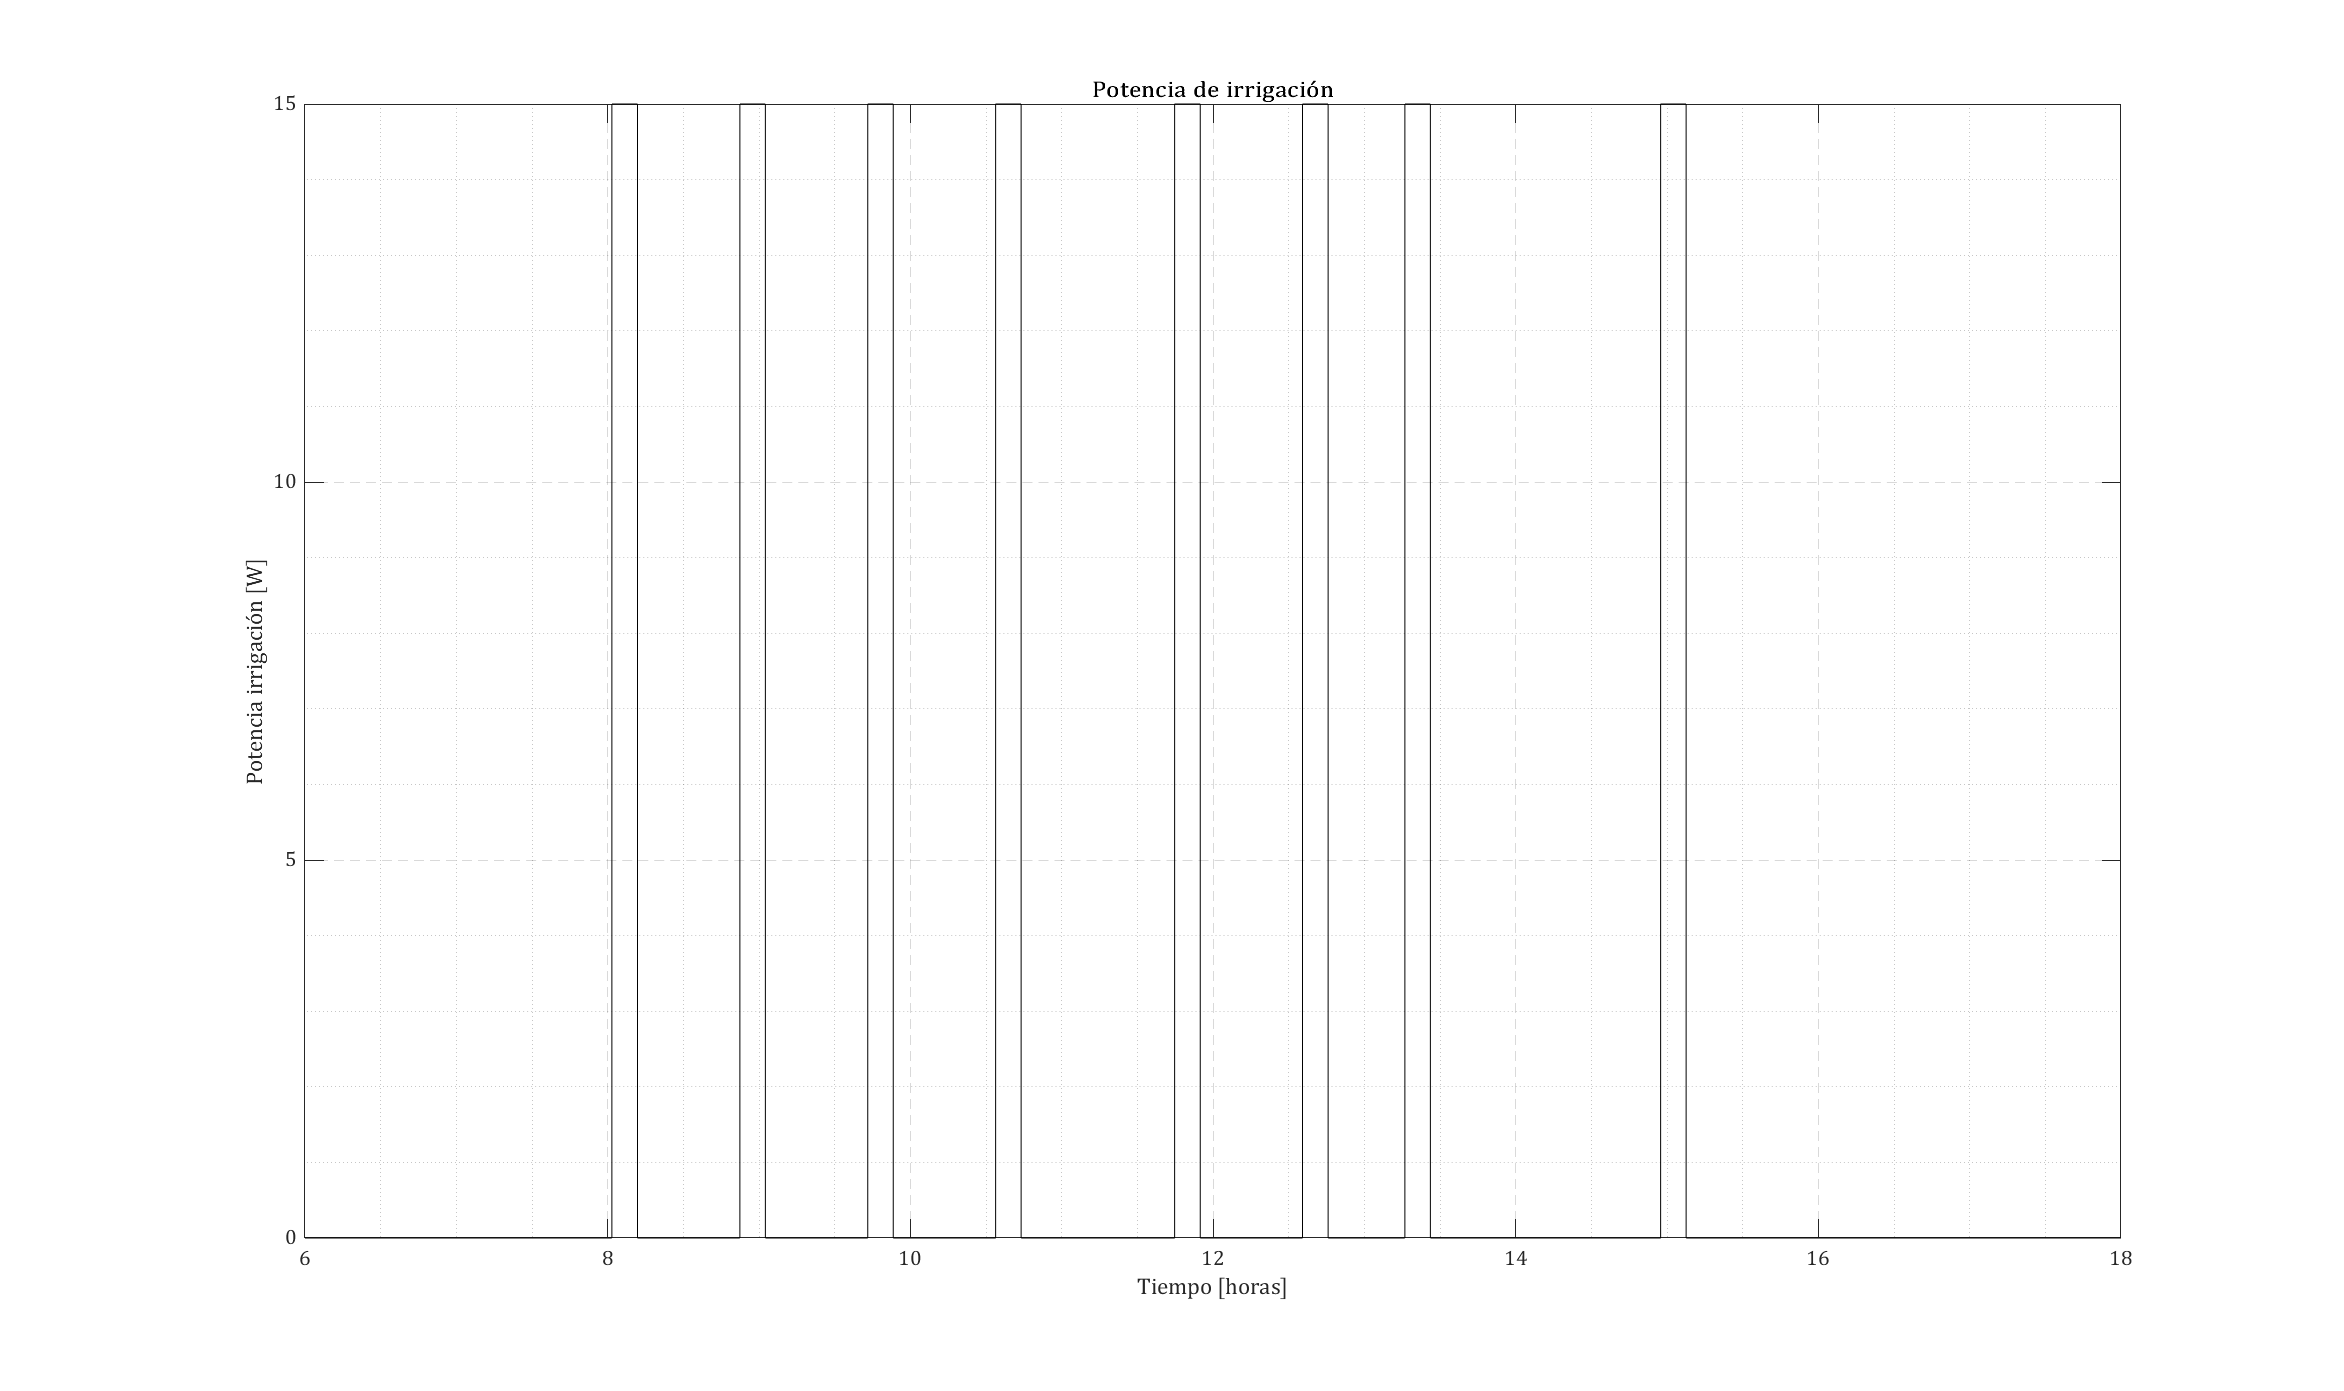 Potencia de irrigación
15
10
5
0
Potencia irrigación [W]
6 8 10 12 14 16 18
Tiempo [horas]